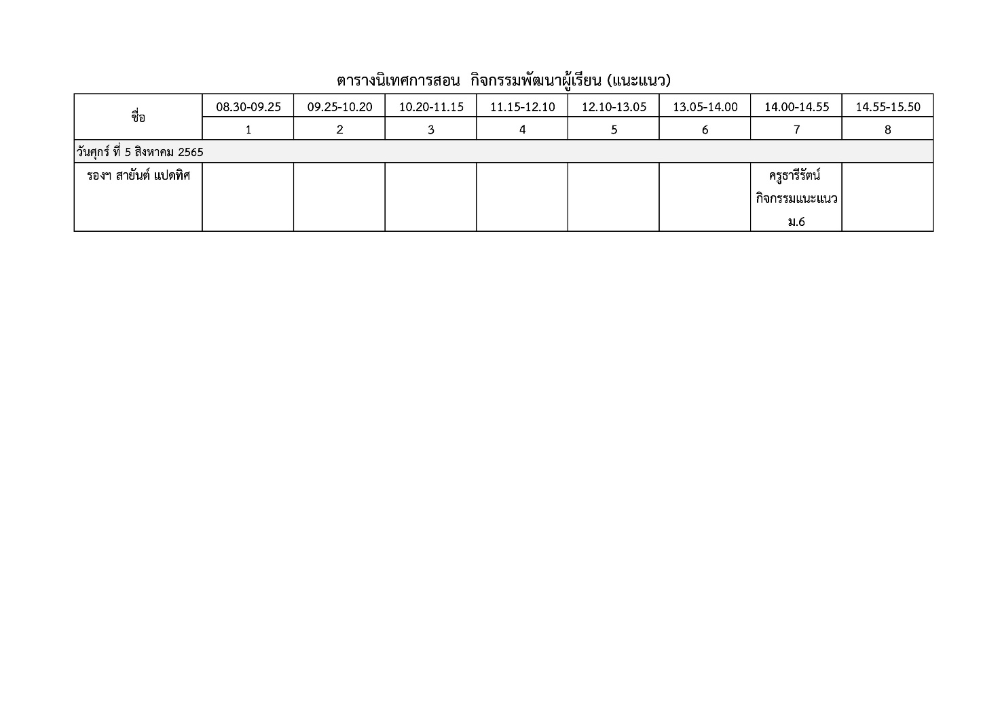 ตารางนิเทศการสอน  กิจกรรมพัฒนาผู้เรียน (แนะแนว)
ชื่อ 08.30-09.25 09.25-10.20 10.20-11.15 11.15-12.10 12.10-13.05 13.05-14.00 14.00-14.55 14.55-15.50
1 2 3 4 5 6 7 8
วันศุกร์ ที่ 5 สิงหาคม 2565
รองฯ สายันต์ แปดทิศ ครูธารีรัตน์
กิจกรรมแนะแนว
ม.6